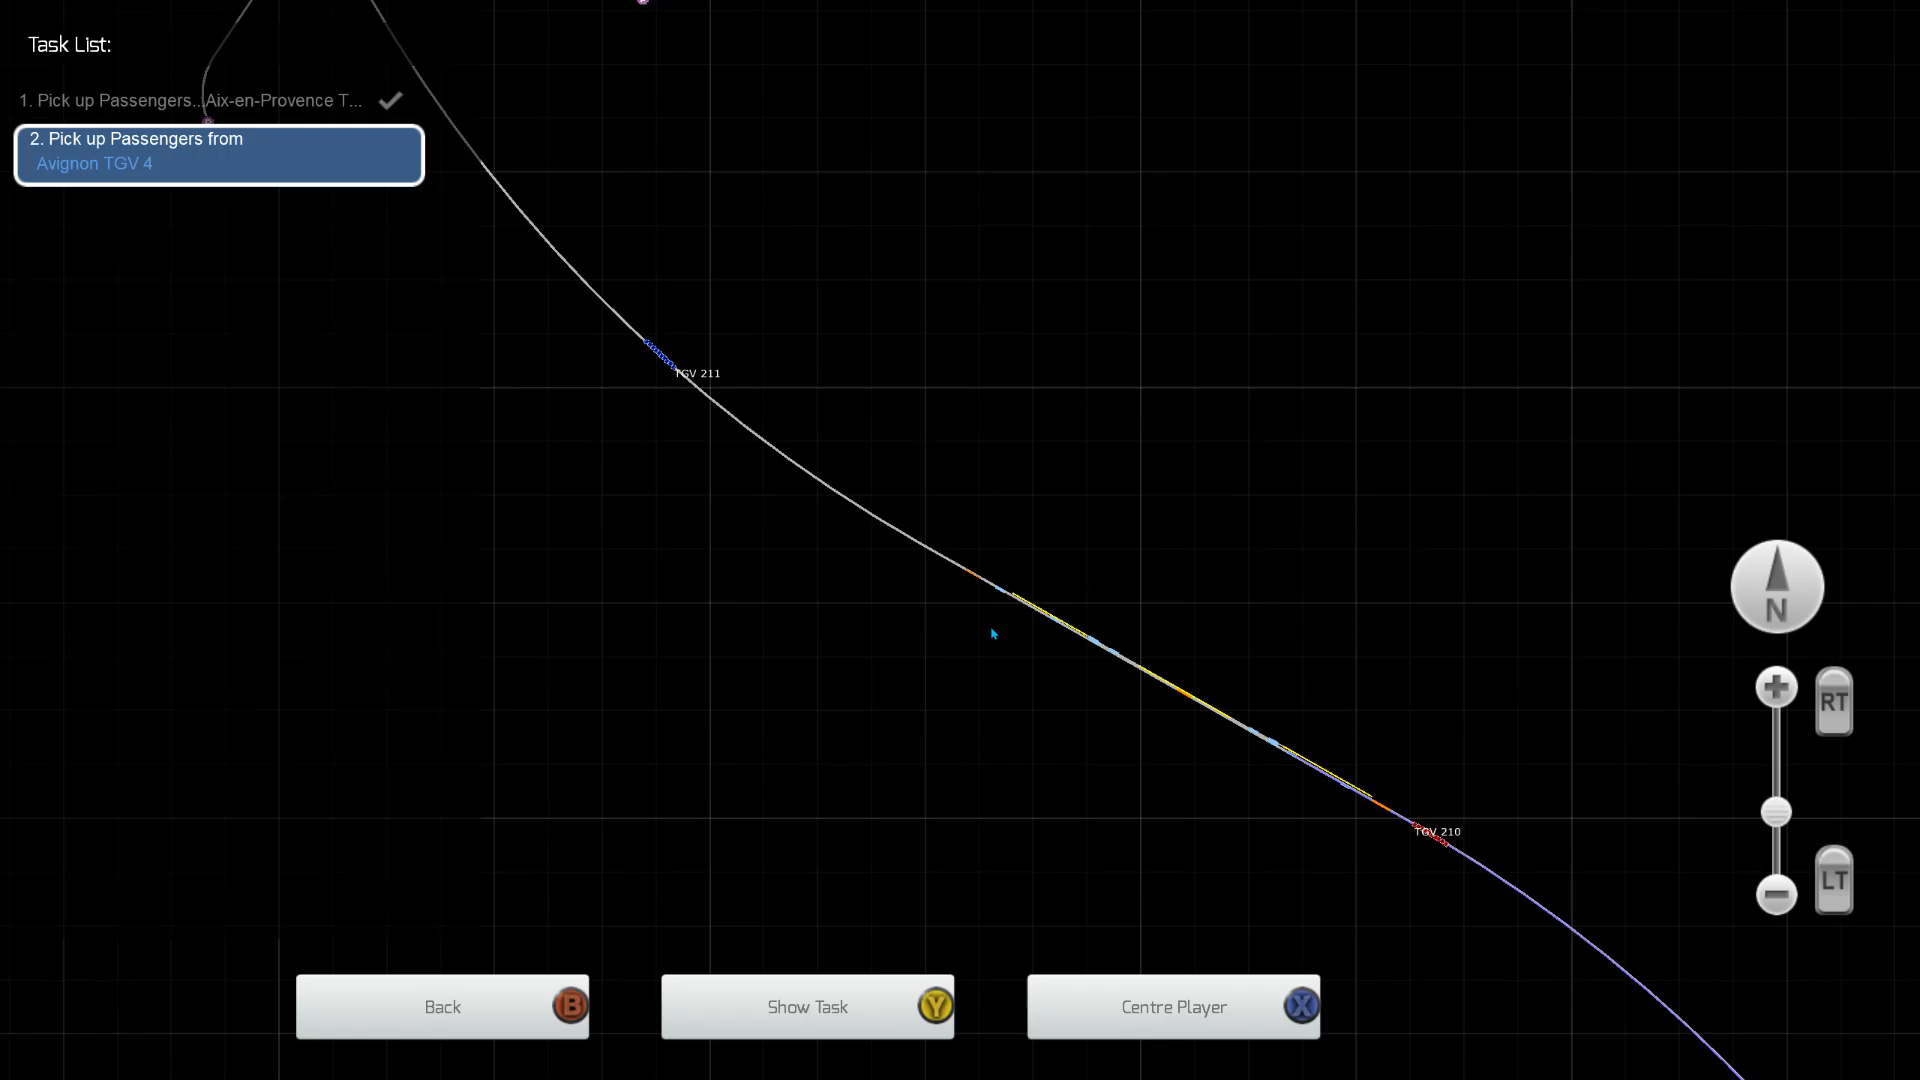 Task List:
1. Pick up Passengers...Aix-en-Provence T...
2. Pick up Passengers from
Avignon TGV 4
TGV 211
TGV 210
N
RT
LT
Back B
Show Task Y
Centre Player X